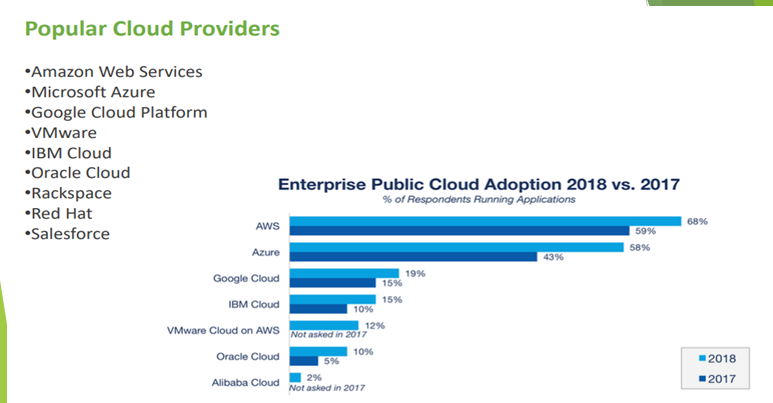 Popular Cloud Providers
•Amazon Web Services
•Microsoft Azure
•Google Cloud Platform
•VMware
•IBM Cloud
•Oracle Cloud
•Rackspace
•Red Hat
•Salesforce
Enterprise Public Cloud Adoption 2018 vs. 2017
% of Respondents Running Applications
AWS 68%
59%
Azure 58%
43%
Google Cloud 19%
15%
IBM Cloud 15%
10%
VMware Cloud on AWS 12%
Not asked in 2017
Oracle Cloud 10%
5%
Alibaba Cloud 2%
Not asked in 2017
2018
2017